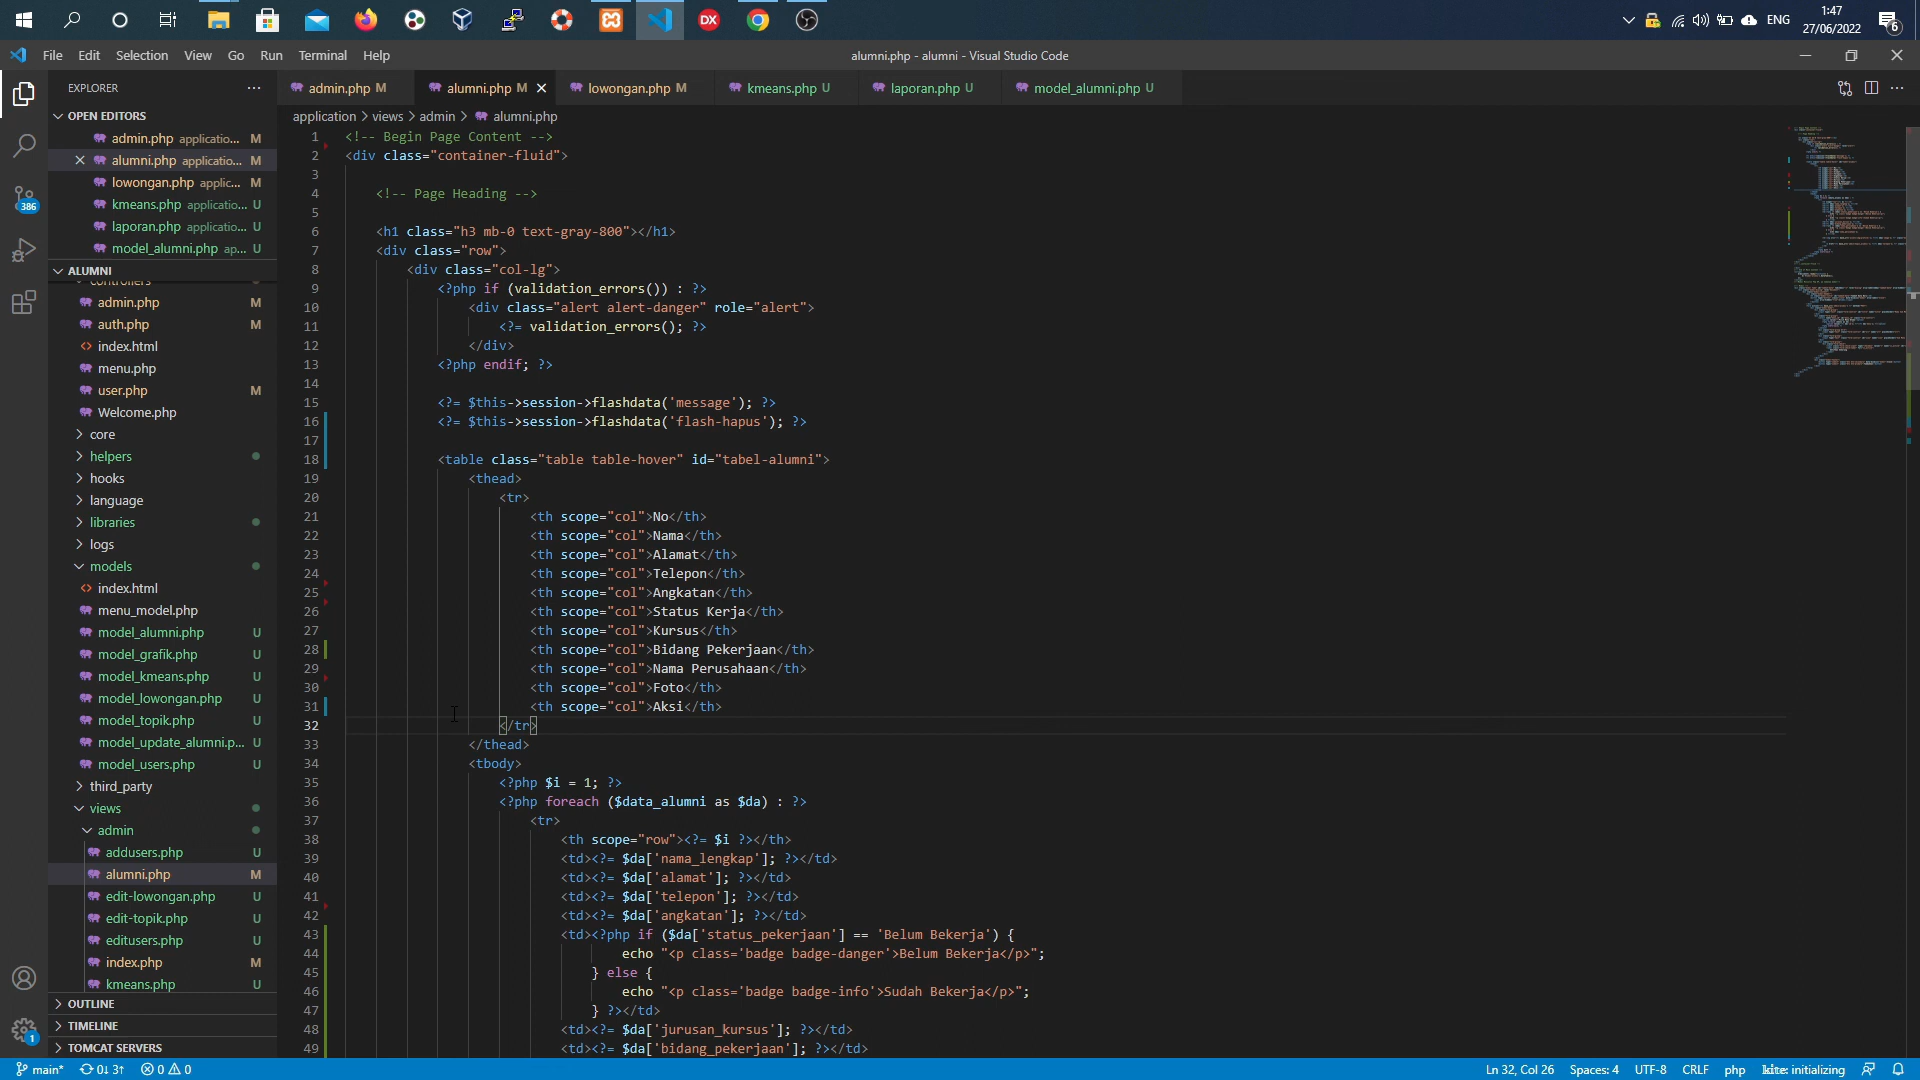 1:47
ENG
27/06/2022
6
File Edit Selection View Go Run Terminal Help
alumni.php - alumni - Visual Studio Code
EXPLORER
admin.php M
alumni.php M
lowongan.php M
kmeans.php U
laporan.php U
model_alumni.php U
OPEN EDITORS
admin.php applicatio... M
alumni.php applicatio... M
lowongan.php applic... M
kmeans.php applicatio... U
laporan.php applicatio... U
model_alumni.php ap... U
ALUMNI
controllers
admin.php M
auth.php M
index.html
menu.php
user.php M
Welcome.php
core
helpers
hooks
language
libraries
logs
models
index.html
menu_model.php
model_alumni.php U
model_grafik.php U
model_kmeans.php U
model_lowongan.php U
model_topik.php U
model_update_alumni.p... U
model_users.php U
third_party
views
admin
addusers.php U
alumni.php M
edit-lowongan.php U
edit-topik.php U
editusers.php U
index.php M
kmeans.php U
OUTLINE
TIMELINE
TOMCAT SERVERS
386
1
application > views > admin > alumni.php
1 <!-- Begin Page Content -->
2 <div class="container-fluid">
3
4 <!-- Page Heading -->
5
6 <h1 class="h3 mb-0 text-gray-800"></h1>
7 <div class="row">
8 <div class="col-lg">
9 <?php if (validation_errors()) : ?>
10 <div class="alert alert-danger" role="alert">
11 <?= validation_errors(); ?>
12 </div>
13 <?php endif; ?>
14
15 <?= $this->session->flashdata('message'); ?>
16 <?= $this->session->flashdata('flash-hapus'); ?>
17
18 <table class="table table-hover" id="tabel-alumni">
19 <thead>
20 <tr>
21 <th scope="col">No</th>
22 <th scope="col">Nama</th>
23 <th scope="col">Alamat</th>
24 <th scope="col">Telepon</th>
25 <th scope="col">Angkatan</th>
26 <th scope="col">Status Kerja</th>
27 <th scope="col">Kursus</th>
28 <th scope="col">Bidang Pekerjaan</th>
29 <th scope="col">Nama Perusahaan</th>
30 <th scope="col">Foto</th>
31 <th scope="col">Aksi</th>
32 </tr>
33 </thead>
34 <tbody>
35 <?php $i = 1; ?>
36 <?php foreach ($data_alumni as $da) : ?>
37 <tr>
38 <th scope="row"><?= $i ?></th>
39 <td><?= $da['nama_lengkap']; ?></td>
40 <td><?= $da['alamat']; ?></td>
41 <td><?= $da['telepon']; ?></td>
42 <td><?= $da['angkatan']; ?></td>
43 <td><?php if ($da['status_pekerjaan'] == 'Belum Bekerja') {
44 echo "<p class='badge badge-danger'>Belum Bekerja</p>";
45 } else {
46 echo "<p class='badge badge-info'>Sudah Bekerja</p>";
47 } ?></td>
48 <td><?= $da['jurusan_kursus']; ?></td>
49 <td><?= $da['bidang_pekerjaan']; ?></td>
main* 0↓ 3↑ 0 0
Ln 32, Col 26 Spaces: 4 UTF-8 CRLF php kite: initializing